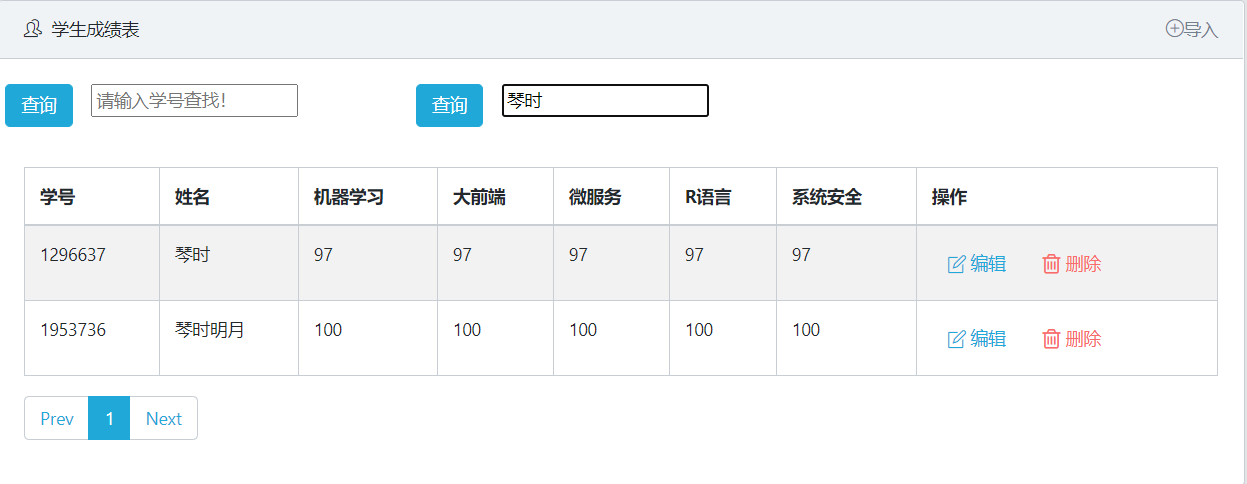 学生成绩表 导入
查询 请输入学号查找! 查询 琴时
学号 姓名 机器学习 大前端 微服务 R语言 系统安全 操作
1296637 琴时 97 97 97 97 97 编辑 删除
1953736 琴时明月 100 100 100 100 100 编辑 删除
Prev 1 Next